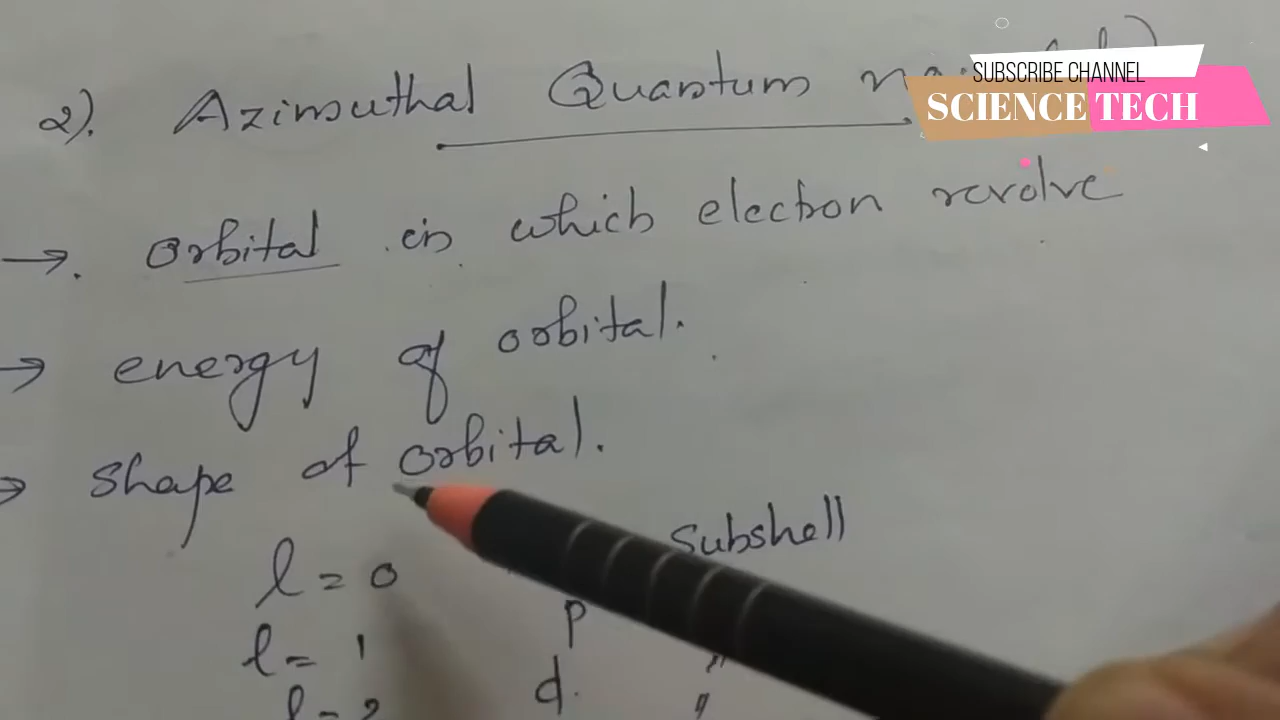 2). Azimuthal Quantum
SUBSCRIBE CHANNEL
SCIENCE TECH
→. Orbital in which electron revolve
→ energy of orbital.
→ Shape of orbital.
l = 0 Subshell
l = 1 p "
l = 2 d. "